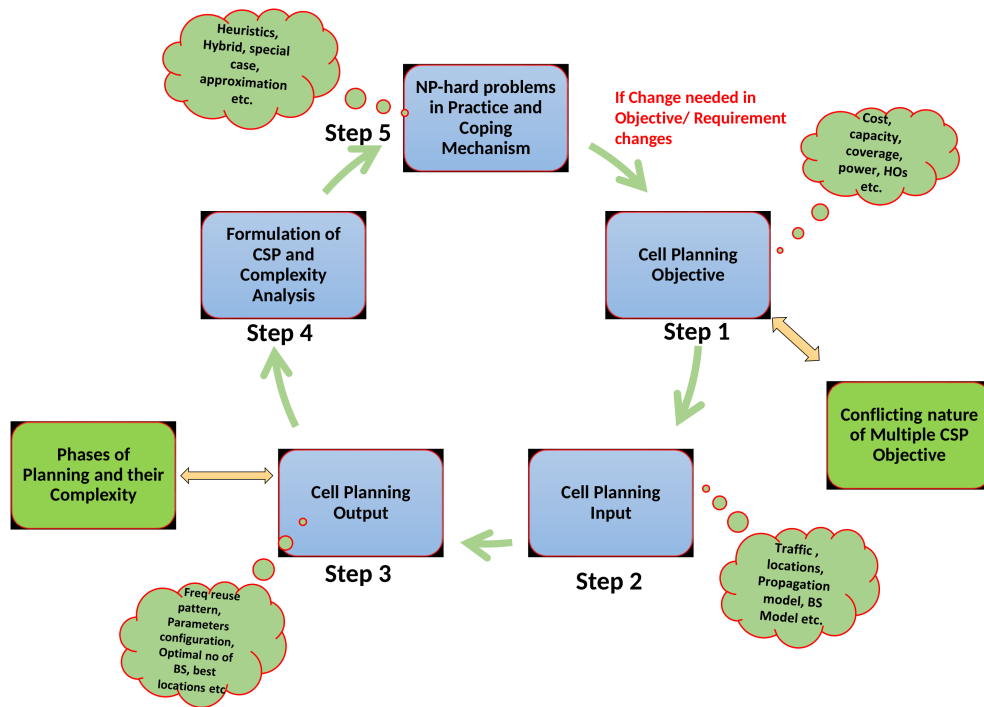 Heuristics,
Hybrid, special
case,
approximation
etc.
NP-hard problems
in Practice and
Coping
Mechanism
Step 5
If Change needed in
Objective/ Requirement
changes
Cost,
capacity,
coverage,
power, HOs
etc.
Formulation of
CSP and
Complexity
Analysis
Step 4
Cell Planning
Objective
Step 1
Conflicting nature
of Multiple CSP
Objective
Phases of
Planning and their
Complexity
Cell Planning
Output
Step 3
Cell Planning
Input
Step 2
Traffic ,
locations,
Propagation
model, BS
Model etc.
Freq reuse
pattern,
Parameters
configuration,
Optimal no of
BS, best
locations etc